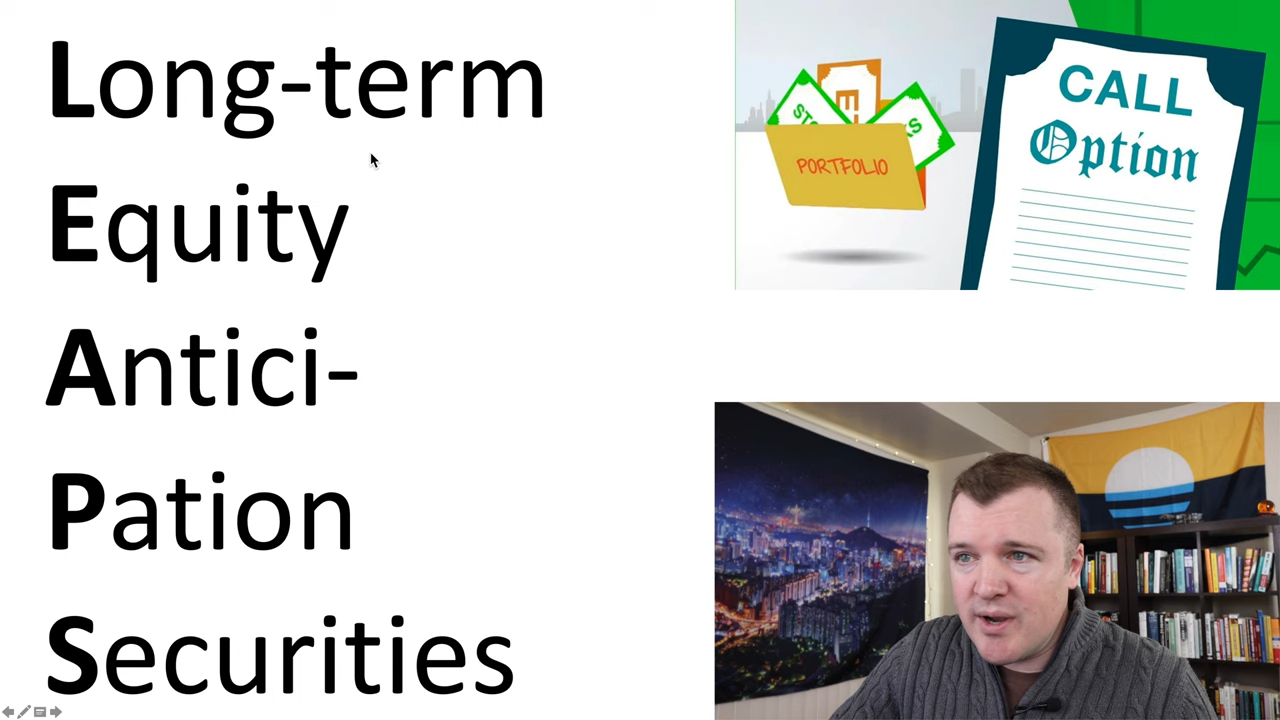 Long-term
Equity
Antici-
Pation
Securities
PORTFOLIO
CALL
Option